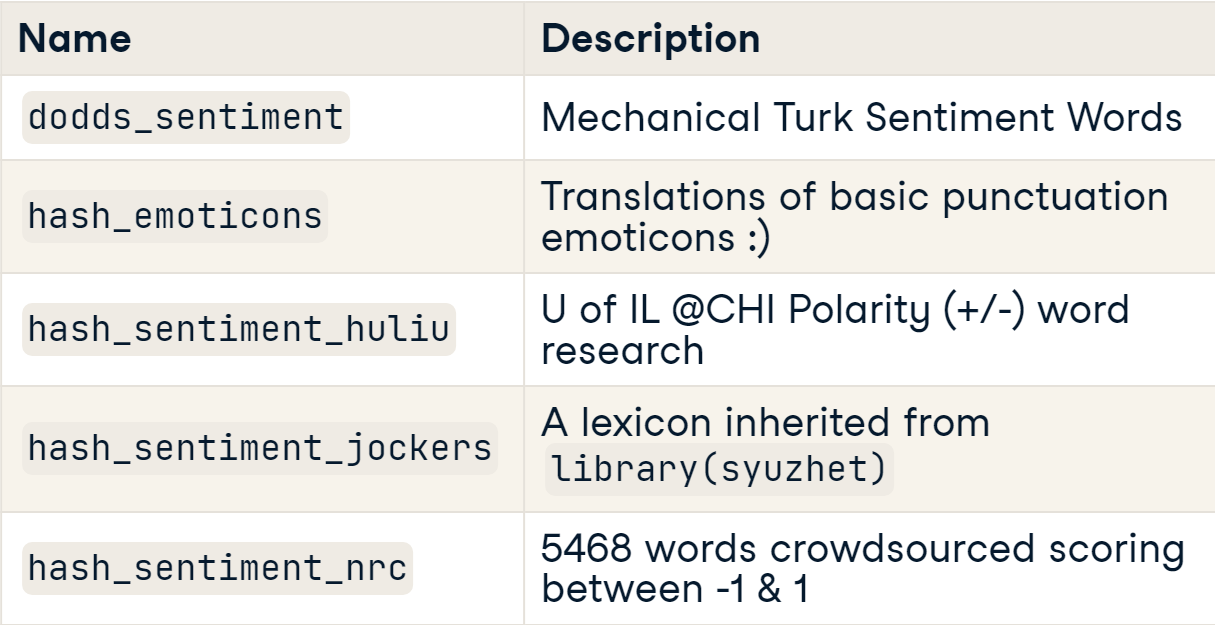 Name Description
dodds_sentiment Mechanical Turk Sentiment Words
hash_emoticons Translations of basic punctuation
emoticons :)
hash_sentiment_huliu U of IL @CHI Polarity (+/-) word
research
hash_sentiment_jockers A lexicon inherited from
library(syuzhet)
hash_sentiment_nrc 5468 words crowdsourced scoring
between -1 & 1